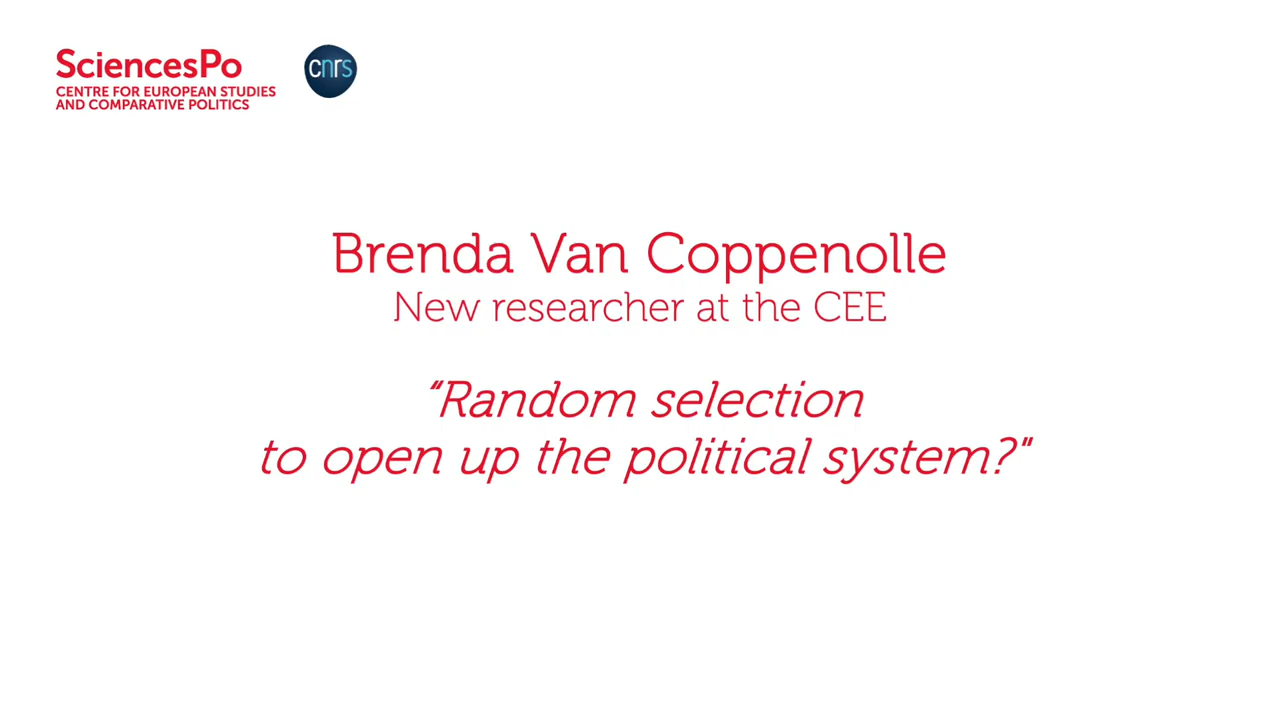 SciencesPo
CENTRE FOR EUROPEAN STUDIES
AND COMPARATIVE POLITICS
cnrs
Brenda Van Coppenolle
New researcher at the CEE
“Random selection
to open up the political system?”